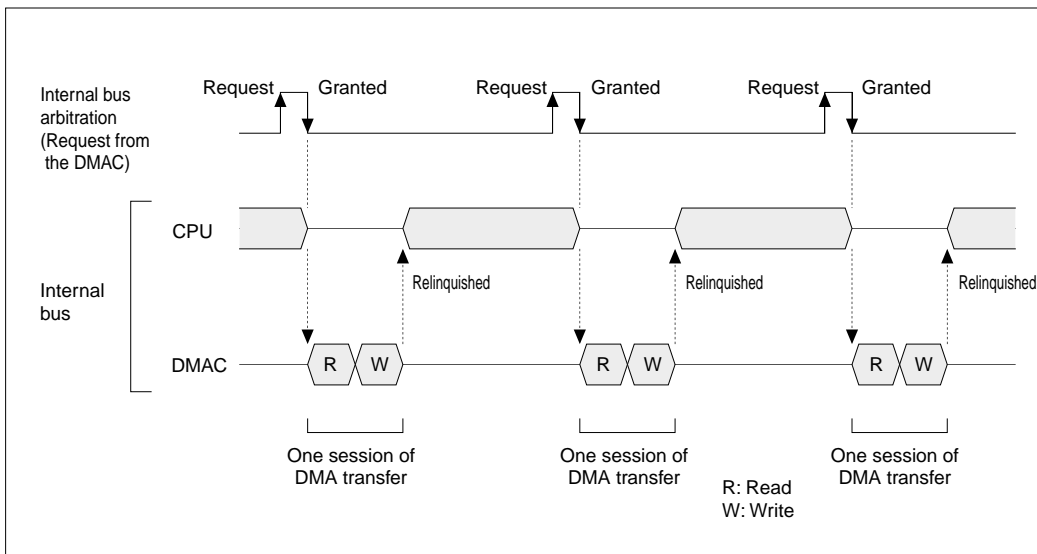 Request Granted Request Granted Request Granted
Internal bus
arbitration
(Request from
the DMAC)
CPU
Relinquished Relinquished Relinquished
Internal
bus
DMAC R W R W R W
One session of
DMA transfer
One session of
DMA transfer
One session of
DMA transfer
R: Read
W: Write